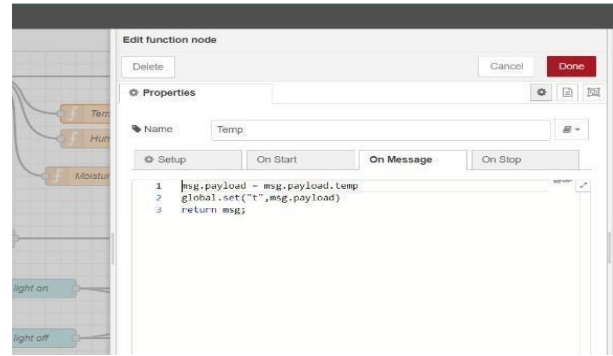 Edit function node
Delete
Cancel
Done
Properties
Name
Temp
Setup
On Start
On Message
On Stop
1 msg.payload = msg.payload.temp
2 global.set("t",msg.payload)
3 return msg;
Tem
Hun
Moistur
light on
light off